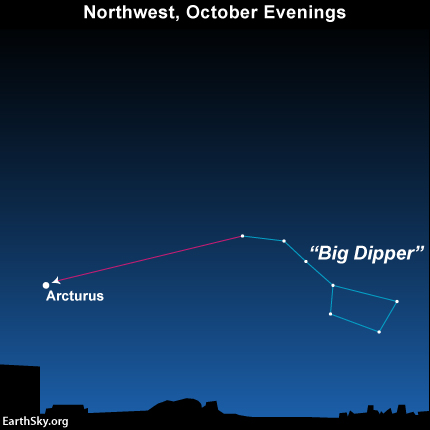 Northwest, October Evenings
“Big Dipper”
Arcturus
EarthSky.org